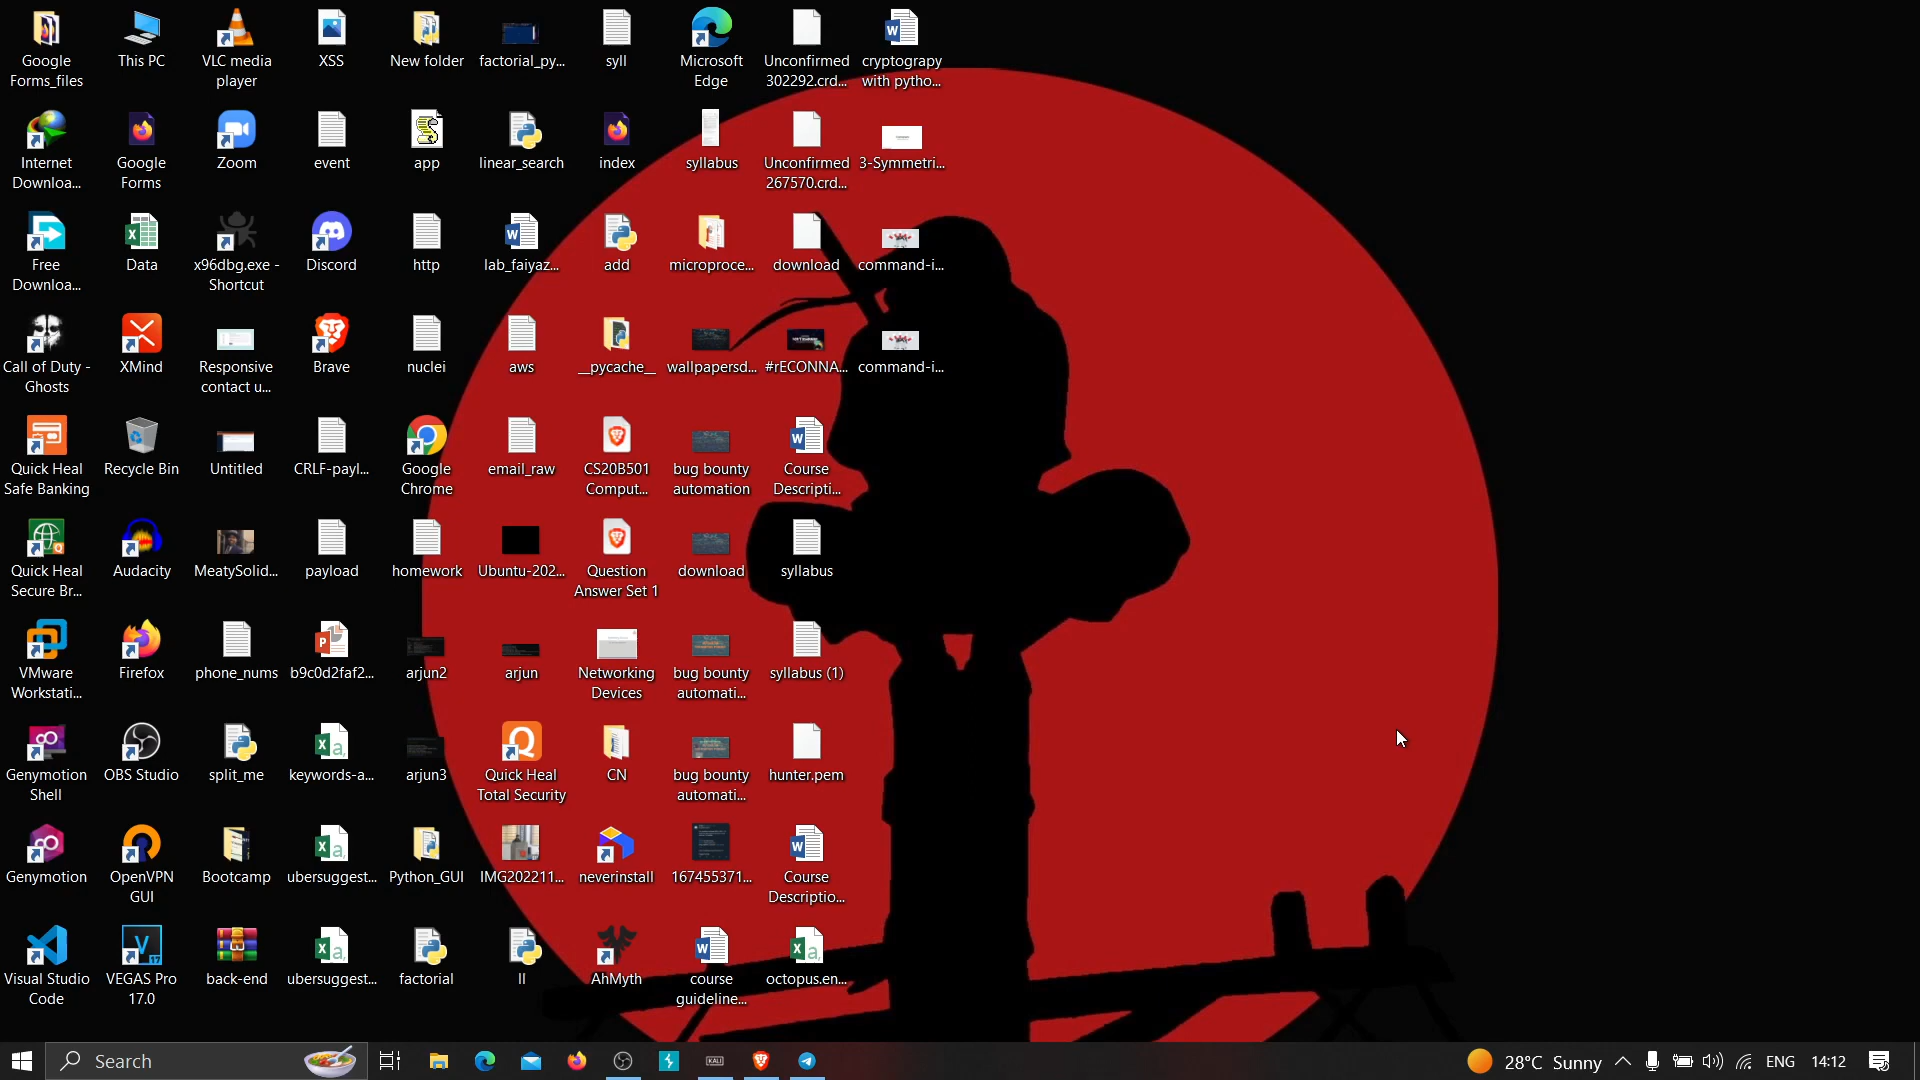 Google
Forms_files
This PC
VLC media
player
XSS
New folder
factorial_py...
syll
Microsoft
Edge
Unconfirmed
302292.crd...
cryptograpy
with pytho...
Internet
Downloa...
Google
Forms
Zoom
event
app
linear_search
index
syllabus
Unconfirmed
267570.crd...
3-Symmetri...
Free
Downloa...
Data
x96dbg.exe -
Shortcut
Discord
http
lab_faiyaz...
add
microproce...
download
command-i...
Call of Duty -
Ghosts
XMind
Responsive
contact u...
Brave
nuclei
aws
__pycache__
wallpapersd...
#rECONNA...
command-i...
Quick Heal
Safe Banking
Recycle Bin
Untitled
CRLF-payl...
Google
Chrome
email_raw
CS20B501
Comput...
bug bounty
automation
Course
Descripti...
Quick Heal
Secure Br...
Audacity
MeatySolid...
payload
homework
Ubuntu-202...
Question
Answer Set 1
download
syllabus
VMware
Workstati...
Firefox
phone_nums
b9c0d2faf2...
arjun2
arjun
Networking
Devices
bug bounty
automati...
syllabus (1)
Genymotion
Shell
OBS Studio
split_me
keywords-a...
arjun3
Quick Heal
Total Security
CN
bug bounty
automati...
hunter.pem
Genymotion
OpenVPN
GUI
Bootcamp
ubersuggest...
Python_GUI
IMG202211...
neverinstall
167455371...
Course
Descriptio...
Visual Studio
Code
VEGAS Pro
17.0
back-end
ubersuggest...
factorial
ll
AhMyth
course
guideline...
octopus.en...
Search
KALI
28°C Sunny
ENG
14:12